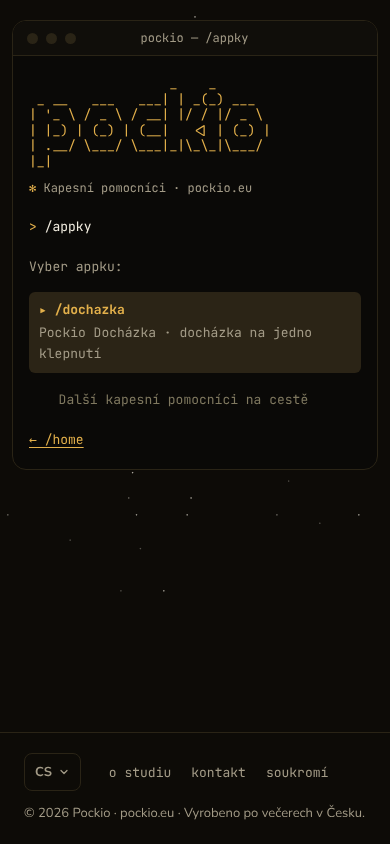 pockio — /appky
pockio
✻ Kapesní pomocníci · pockio.eu
> /appky
Vyber appku:
▸ /dochazka
Pockio Docházka · docházka na jedno
klepnutí
Další kapesní pomocníci na cestě
← /home
CS
o studiu kontakt soukromí
© 2026 Pockio · pockio.eu · Vyrobeno po večerech v Česku.